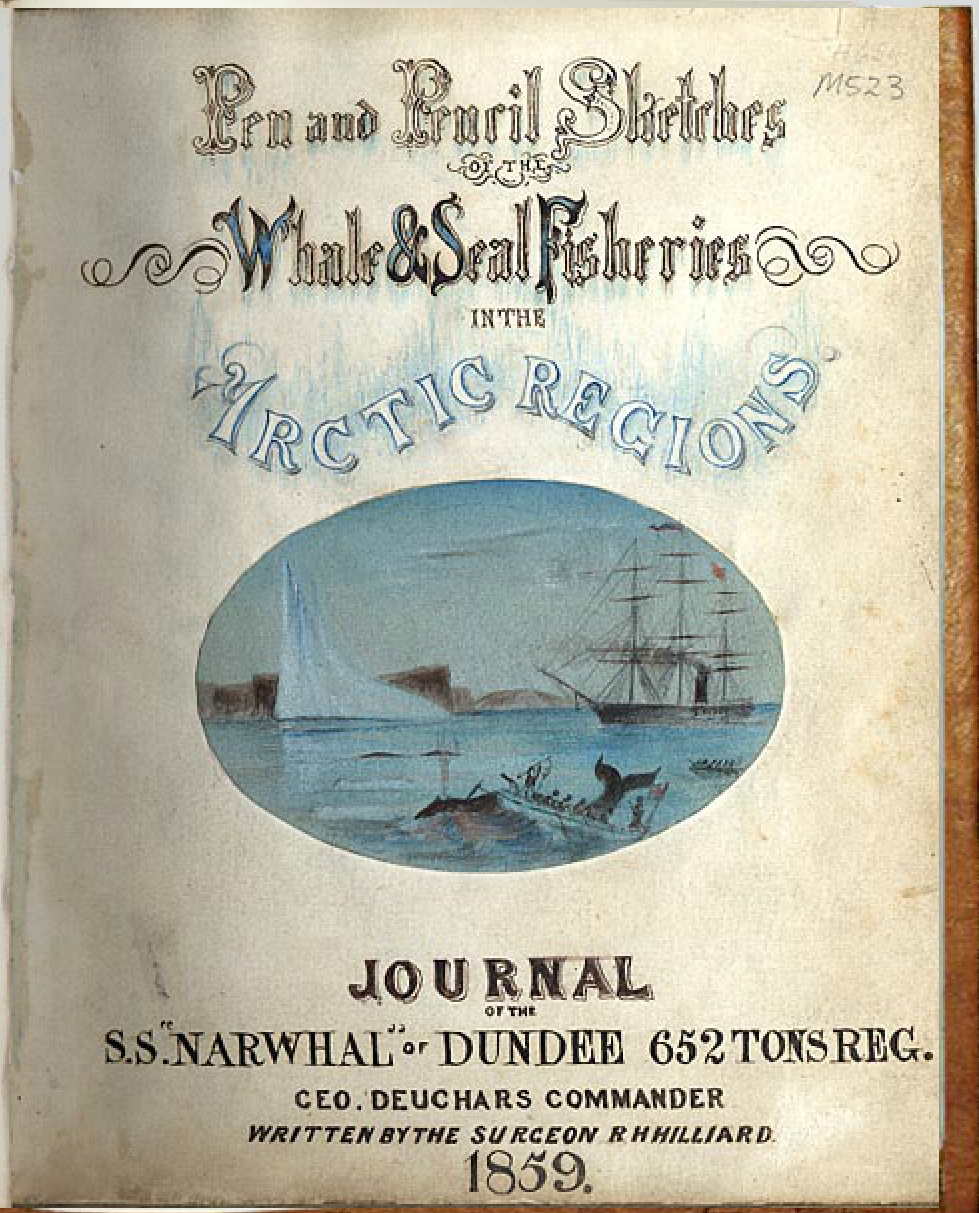 M523
Pen and Pencil Sketches
OF THE
Whale & Seal Fisheries
IN THE
ARCTIC REGIONS.
JOURNAL
OF THE
S.S. "NARWHAL" OF DUNDEE 652 TONS REG.
GEO. DEUCHARS COMMANDER
WRITTEN BY THE SURGEON R H HILLIARD.
1859.